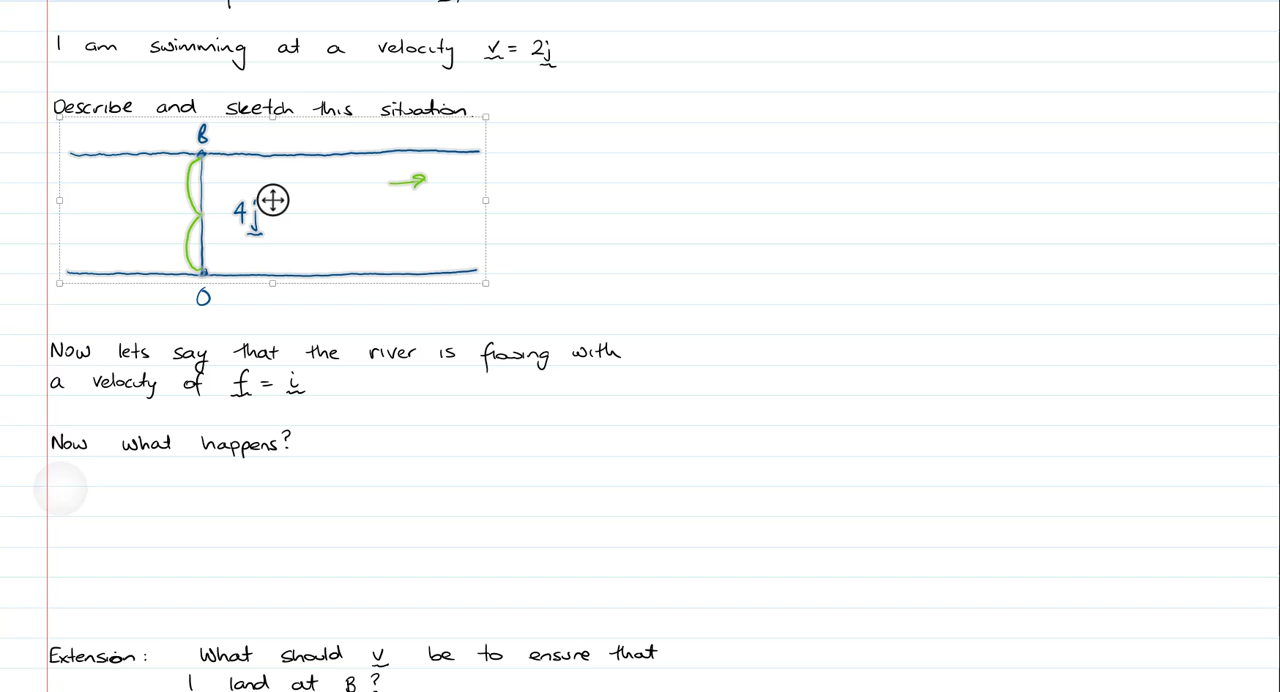 I am swimming at a velocity v = 2j
Describe and sketch this situation.
B
4j
O
Now lets say that the river is flowing with
a velocity of f = i
Now what happens?
Extension: What should v be to ensure that
I land at B?